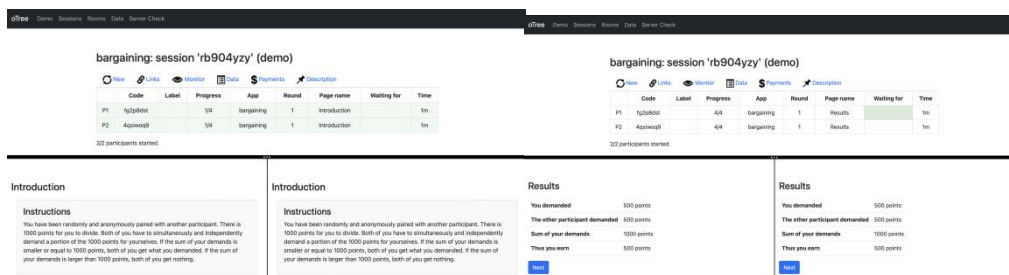 oTree Demo Sessions Rooms Data Server Check
bargaining: session 'rb904yzy' (demo)
New Links Monitor Data Payments Description
Code Label Progress App Round Page name Waiting for Time
P1 fg2p8dst 1/4 bargaining 1 Introduction 1m
P2 4qxiwoq9 1/4 bargaining 1 Introduction 1m
2/2 participants started.
Introduction
Instructions
You have been randomly and anonymously paired with another participant. There is
1000 points for you to divide. Both of you have to simultaneously and independently
demand a portion of the 1000 points for yourselves. If the sum of your demands is
smaller or equal to 1000 points, both of you get what you demanded. If the sum of
your demands is larger than 1000 points, both of you get nothing.
Introduction
Instructions
You have been randomly and anonymously paired with another participant. There is
1000 points for you to divide. Both of you have to simultaneously and independently
demand a portion of the 1000 points for yourselves. If the sum of your demands is
smaller or equal to 1000 points, both of you get what you demanded. If the sum of
your demands is larger than 1000 points, both of you get nothing.
oTree Demo Sessions Rooms Data Server Check
bargaining: session 'rb904yzy' (demo)
New Links Monitor Data Payments Description
Code Label Progress App Round Page name Waiting for Time
P1 fg2p8dst 4/4 bargaining 1 Results 1m
P2 4qxiwoq9 4/4 bargaining 1 Results 1m
2/2 participants started.
Results
You demanded 500 points
The other participant demanded 500 points
Sum of your demands 1000 points
Thus you earn 500 points
Next
Results
You demanded 500 points
The other participant demanded 500 points
Sum of your demands 1000 points
Thus you earn 500 points
Next